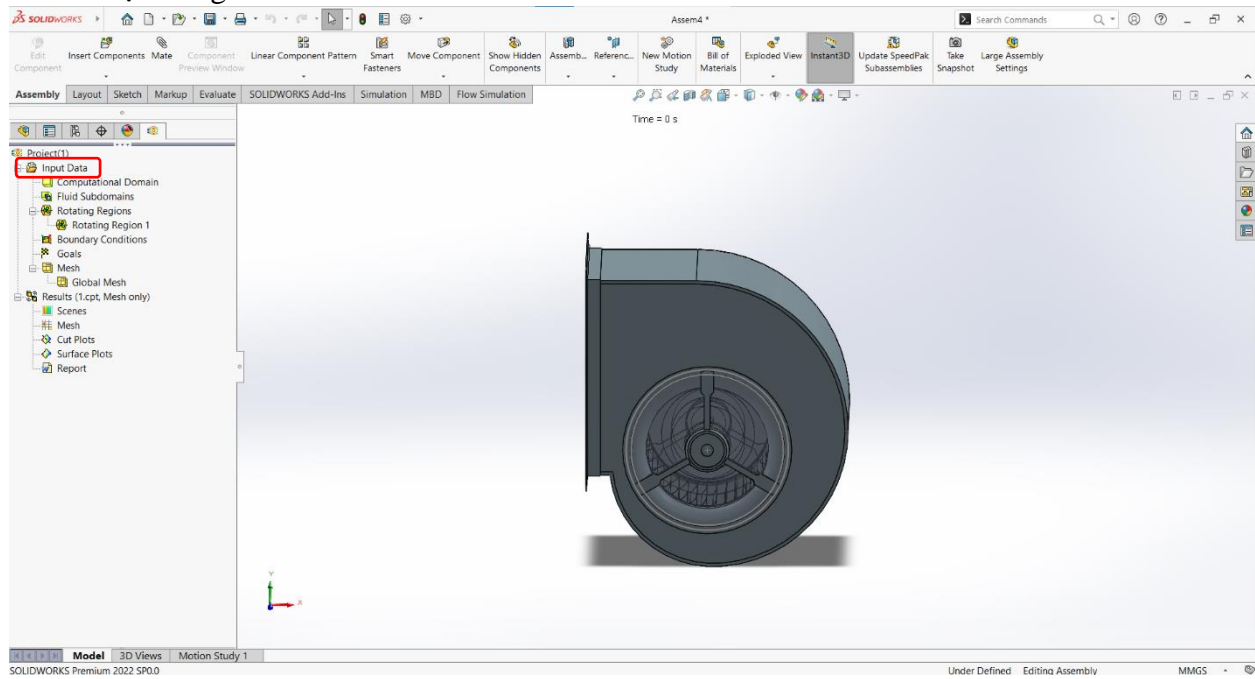 SOLIDWORKS
Assem4 *
Search Commands
Edit Component
Insert Components
Mate
Component Preview Window
Linear Component Pattern
Smart Fasteners
Move Component
Show Hidden Components
Assemb...
Referenc...
New Motion Study
Bill of Materials
Exploded View
Instant3D
Update SpeedPak Subassemblies
Take Snapshot
Large Assembly Settings
Assembly Layout Sketch Markup Evaluate SOLIDWORKS Add-Ins Simulation MBD Flow Simulation
Time = 0 s
Project(1)
Input Data
Computational Domain
Fluid Subdomains
Rotating Regions
Rotating Region 1
Boundary Conditions
Goals
Mesh
Global Mesh
Results (1.cpt, Mesh only)
Scenes
Mesh
Cut Plots
Surface Plots
Report
Y
X
Model 3D Views Motion Study 1
SOLIDWORKS Premium 2022 SP0.0
Under Defined Editing Assembly MMGS